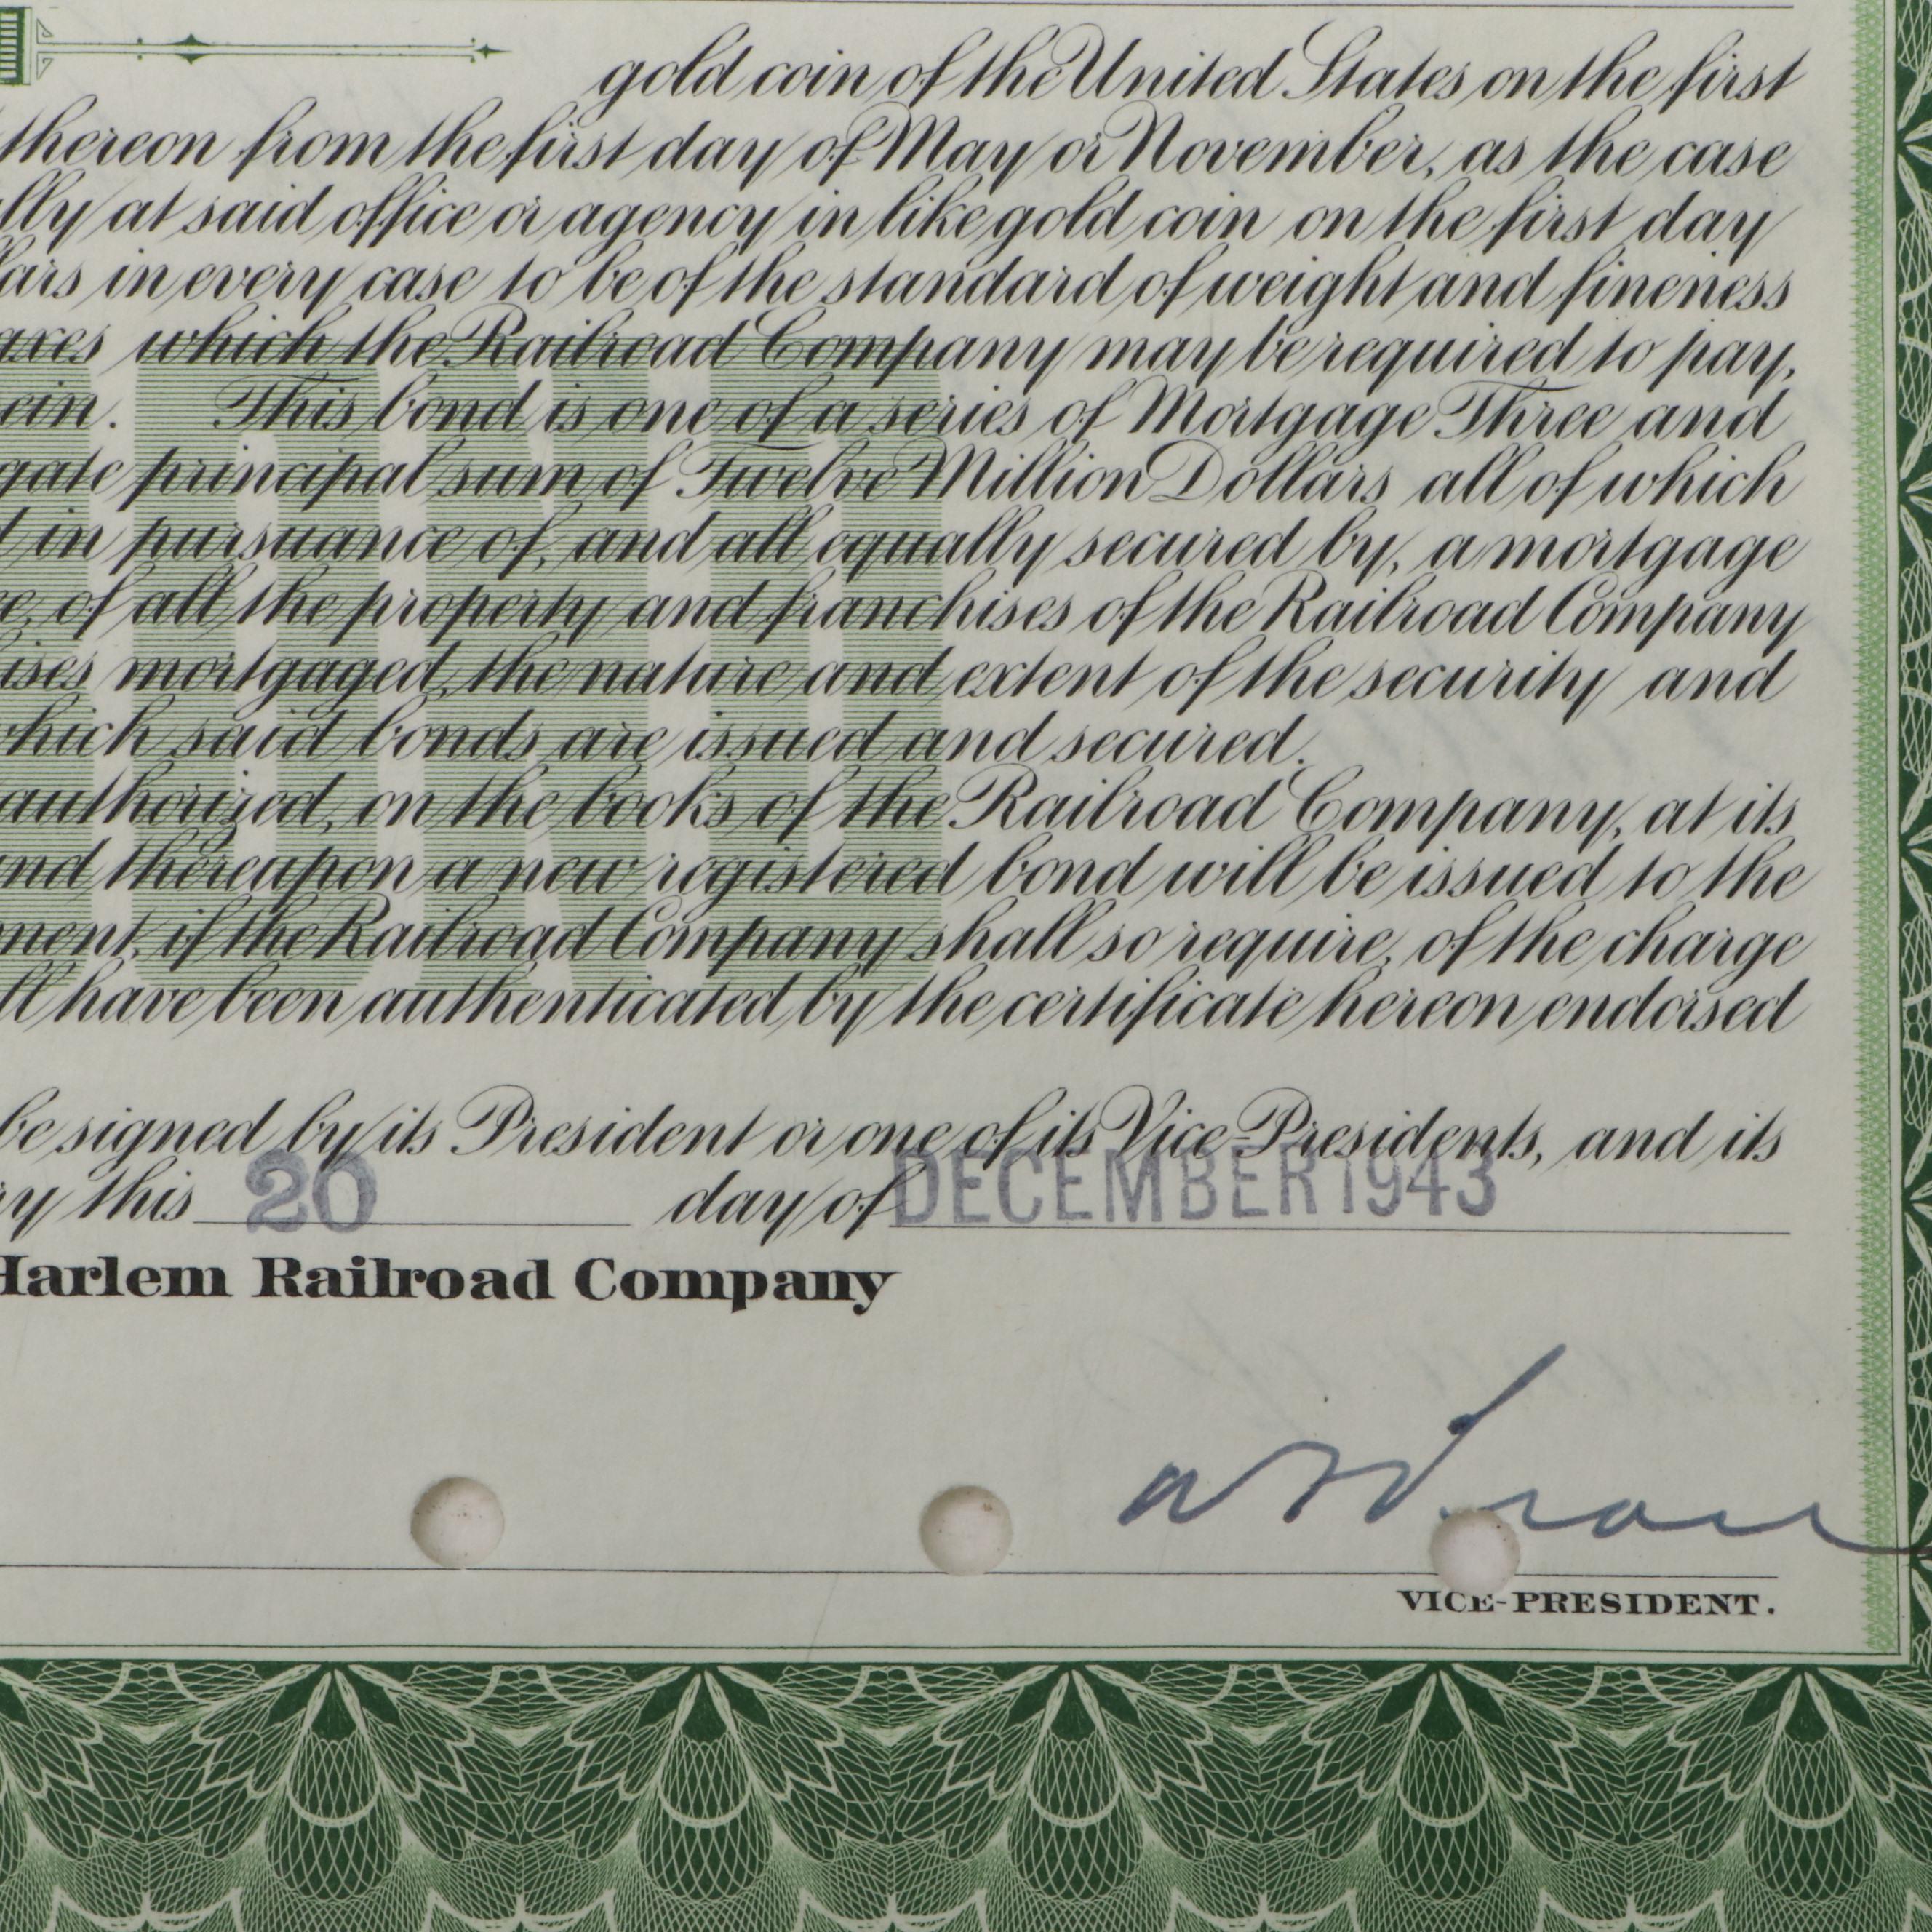 gold coin of the United States on the first
thereon from the first day of May or November, as the case
lly at said office or agency in like gold coin on the first day
lars in every case to be of the standard of weight and fineness
axes which the Railroad Company may be required to pay,
ein. This bond is one of a series of Mortgage Three and
gate principal sum of Twelve Million Dollars all of which
d in pursuance of, and all equally secured by, a mortgage
e, of all the property and franchises of the Railroad Company
ises mortgaged, the nature and extent of the security and
which said bonds are issued and secured.
authorized, on the books of the Railroad Company, at its
and thereupon a new registered bond will be issued to the
ment, if the Railroad Company shall so require, of the charge
ll have been authenticated by the certificate hereon endorsed
be signed by its President or one of its Vice-Presidents, and its
ry this 20 day of DECEMBER 1943
Harlem Railroad Company
VICE-PRESIDENT.